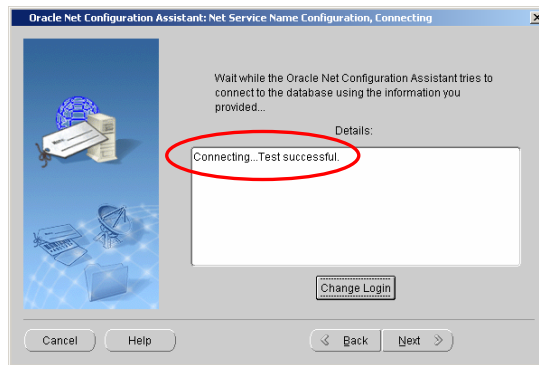 Oracle Net Configuration Assistant: Net Service Name Configuration, Connecting
Wait while the Oracle Net Configuration Assistant tries to
connect to the database using the information you
provided...
Details:
Connecting...Test successful.
Change Login
Cancel
Help
Back
Next